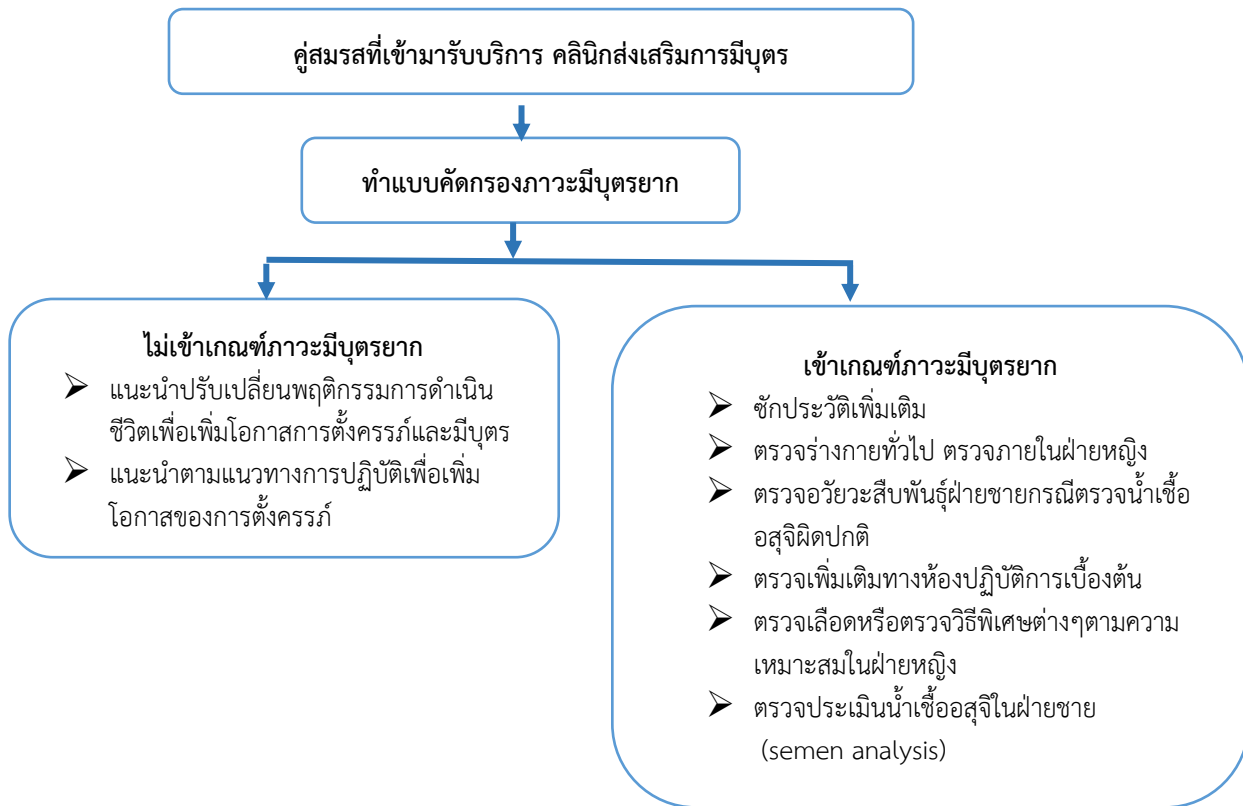 คู่สมรสที่เข้ามารับบริการ คลินิกส่งเสริมการมีบุตร
ทำแบบคัดกรองภาวะมีบุตรยาก
ไม่เข้าเกณฑ์ภาวะมีบุตรยาก
➢ แนะนำปรับเปลี่ยนพฤติกรรมการดำเนิน
ชีวิตเพื่อเพิ่มโอกาสการตั้งครรภ์และมีบุตร
➢ แนะนำตามแนวทางการปฏิบัติเพื่อเพิ่ม
โอกาสของการตั้งครรภ์
เข้าเกณฑ์ภาวะมีบุตรยาก
➢ ซักประวัติเพิ่มเติม
➢ ตรวจร่างกายทั่วไป ตรวจภายในฝ่ายหญิง
➢ ตรวจอวัยวะสืบพันธุ์ฝ่ายชายกรณีตรวจน้ำเชื้อ
อสุจิผิดปกติ
➢ ตรวจเพิ่มเติมทางห้องปฏิบัติการเบื้องต้น
➢ ตรวจเลือดหรือตรวจวิธีพิเศษต่างๆตามความ
เหมาะสมในฝ่ายหญิง
➢ ตรวจประเมินน้ำเชื้ออสุจิในฝ่ายชาย
(semen analysis)